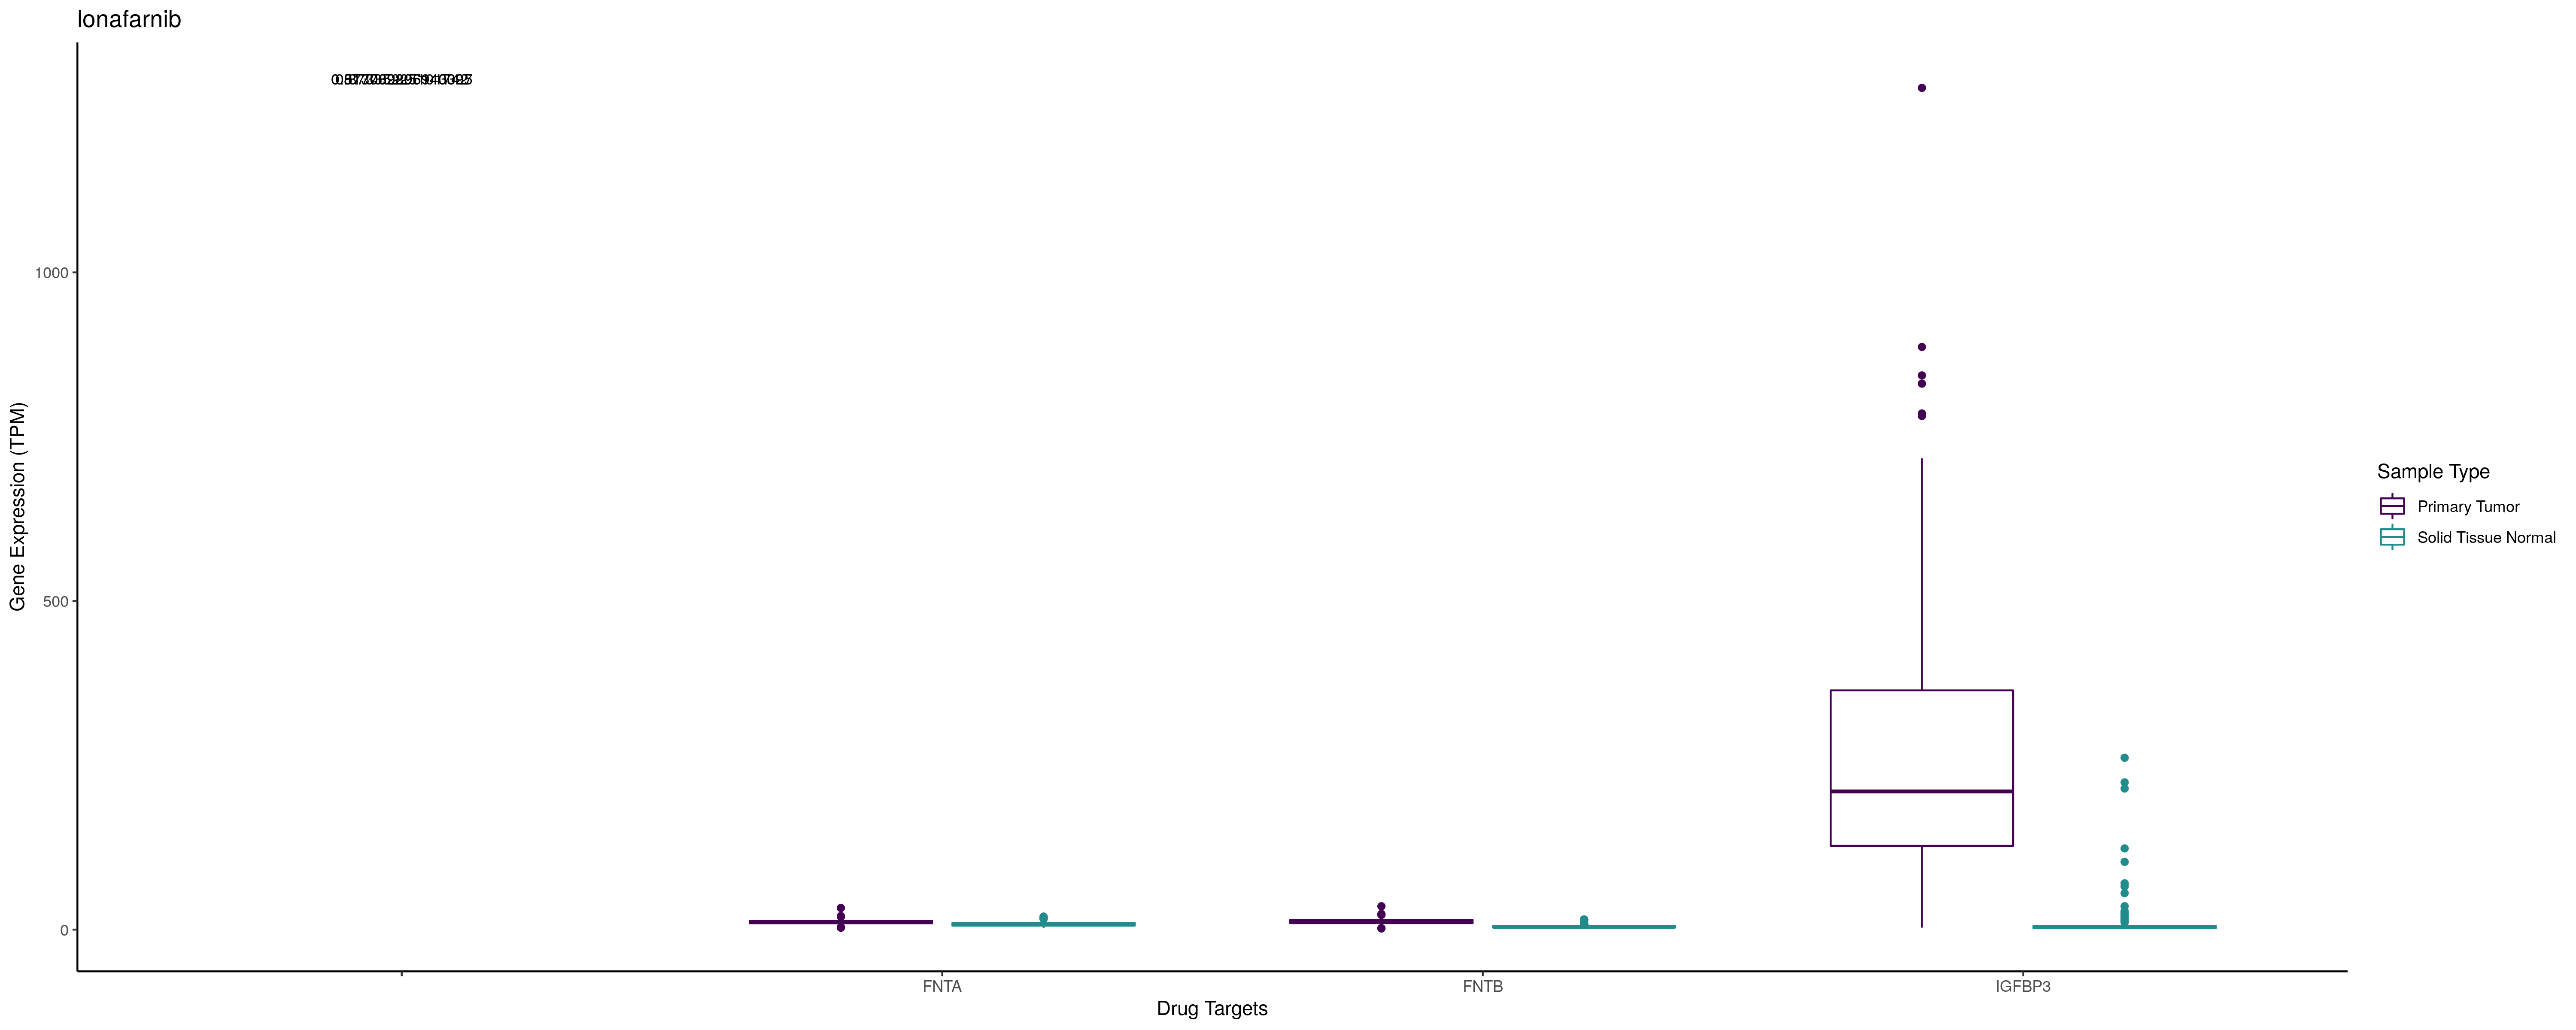 lonafarnib
1000
500
0
Gene Expression (TPM)
FNTA
FNTB
IGFBP3
Drug Targets
Sample Type
Primary Tumor
Solid Tissue Normal